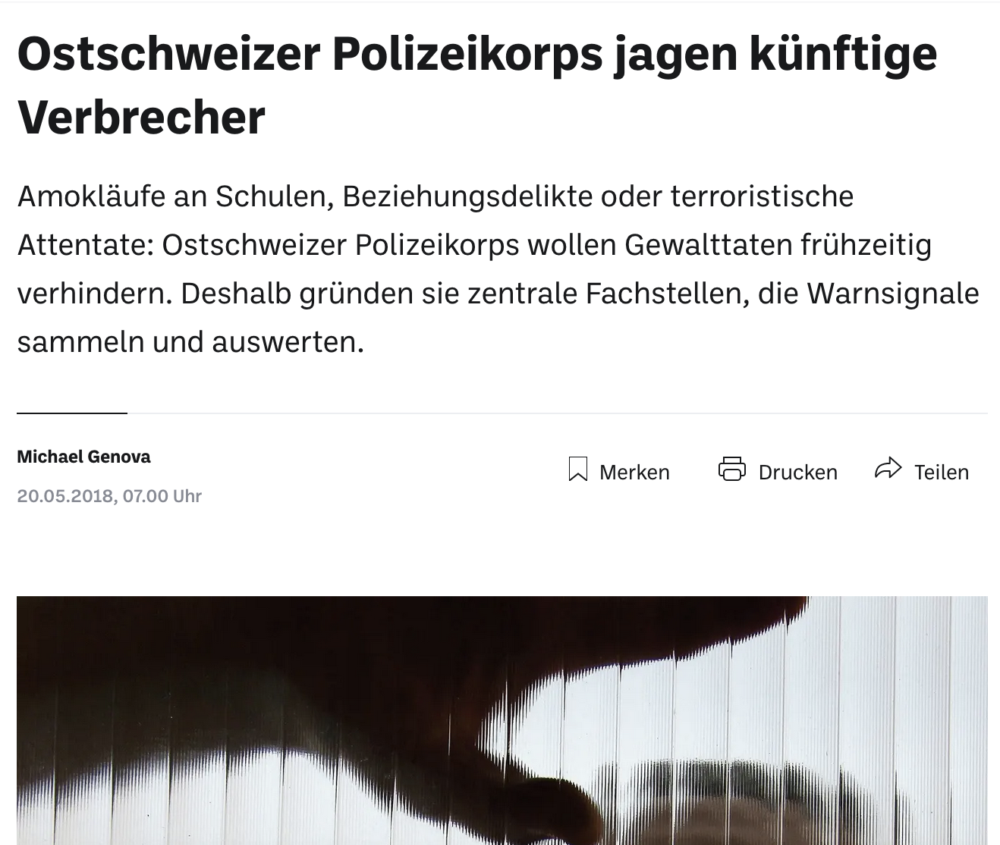 Ostschweizer Polizeikorps jagen künftige
Verbrecher
Amokläufe an Schulen, Beziehungsdelikte oder terroristische
Attentate: Ostschweizer Polizeikorps wollen Gewalttaten frühzeitig
verhindern. Deshalb gründen sie zentrale Fachstellen, die Warnsignale
sammeln und auswerten.
Michael Genova
20.05.2018, 07.00 Uhr
Merken
Drucken
Teilen